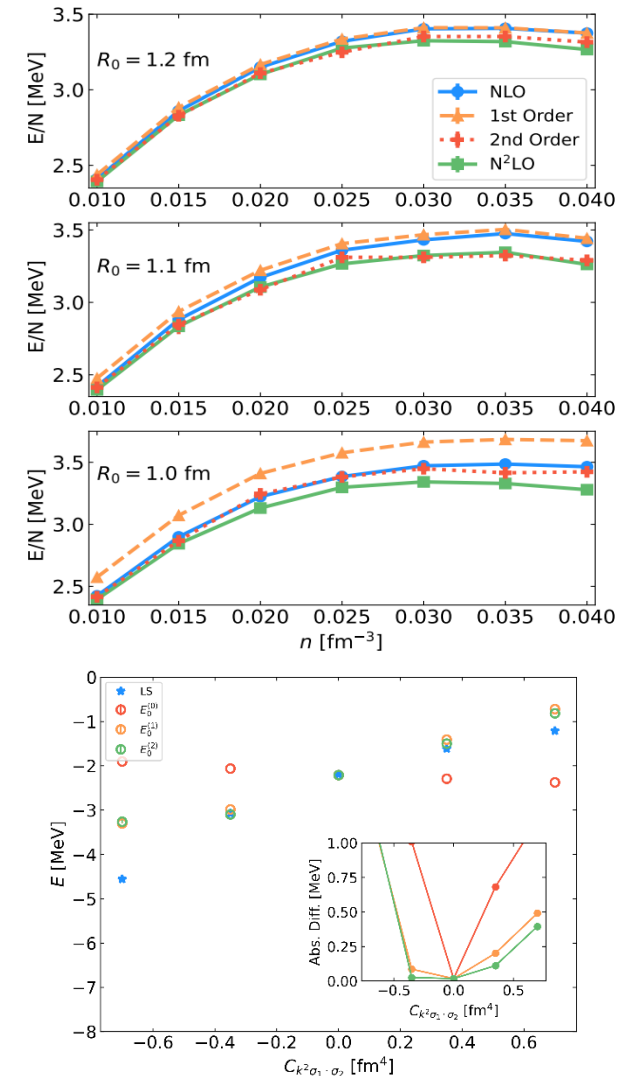 3.5
3.0
2.5
E/N [MeV]
R₀ = 1.2 fm
NLO
1st Order
2nd Order
N²LO
0.010 0.015 0.020 0.025 0.030 0.035 0.040
3.5
3.0
2.5
E/N [MeV]
R₀ = 1.1 fm
0.010 0.015 0.020 0.025 0.030 0.035 0.040
3.5
3.0
2.5
E/N [MeV]
R₀ = 1.0 fm
0.010 0.015 0.020 0.025 0.030 0.035 0.040
n [fm⁻³]
0
−1
−2
−3
−4
−5
−6
−7
−8
E [MeV]
LS
E₀⁽⁰⁾
E₀⁽¹⁾
E₀⁽²⁾
1.00
0.75
0.50
0.25
0.00
Abs. Diff. [MeV]
−0.5 0.0 0.5
C_{k²σ₁·σ₂} [fm⁴]
−0.6 −0.4 −0.2 0.0 0.2 0.4 0.6
C_{k²σ₁·σ₂} [fm⁴]